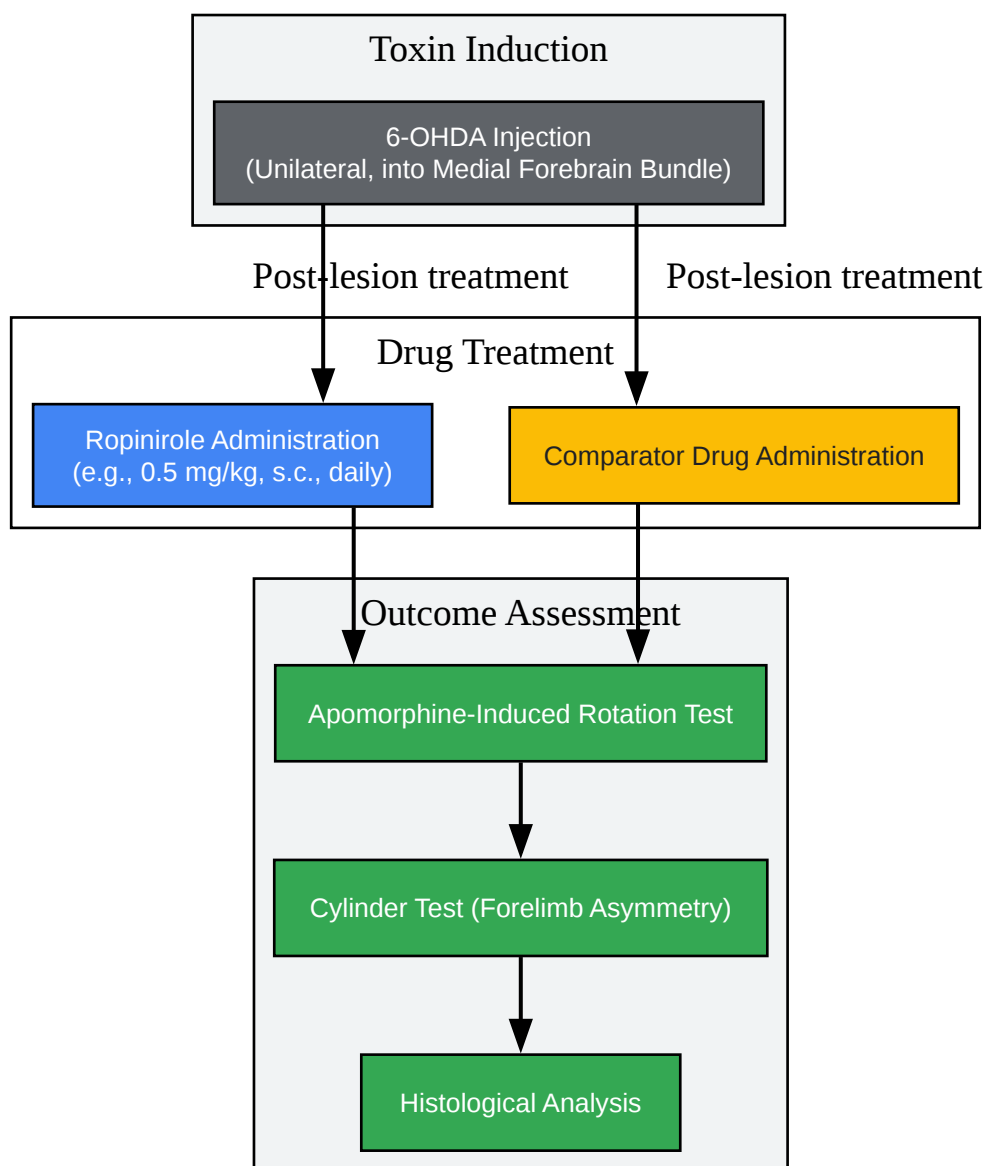 Toxin Induction
6-OHDA Injection
(Unilateral, into Medial Forebrain Bundle)
Post-lesion treatment
Post-lesion treatment
Drug Treatment
Ropinirole Administration
(e.g., 0.5 mg/kg, s.c., daily)
Comparator Drug Administration
Outcome Assessment
Apomorphine-Induced Rotation Test
Cylinder Test (Forelimb Asymmetry)
Histological Analysis